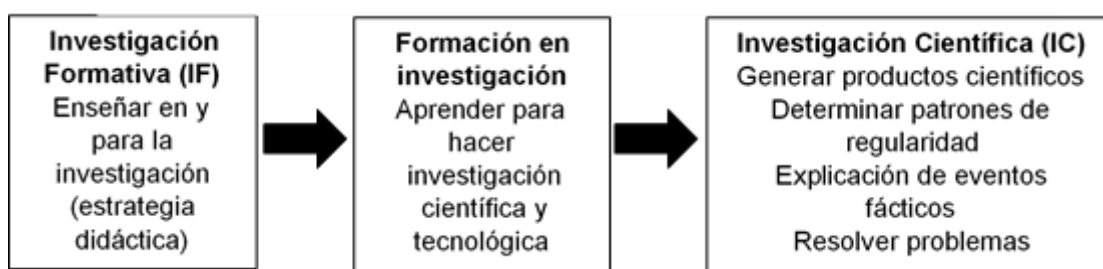 Investigación
Formativa (IF)
Enseñar en y
para la
investigación
(estrategia
didáctica)
Formación en
investigación
Aprender para
hacer
investigación
científica y
tecnológica
Investigación Científica (IC)
Generar productos científicos
Determinar patrones de
regularidad
Explicación de eventos
fácticos
Resolver problemas